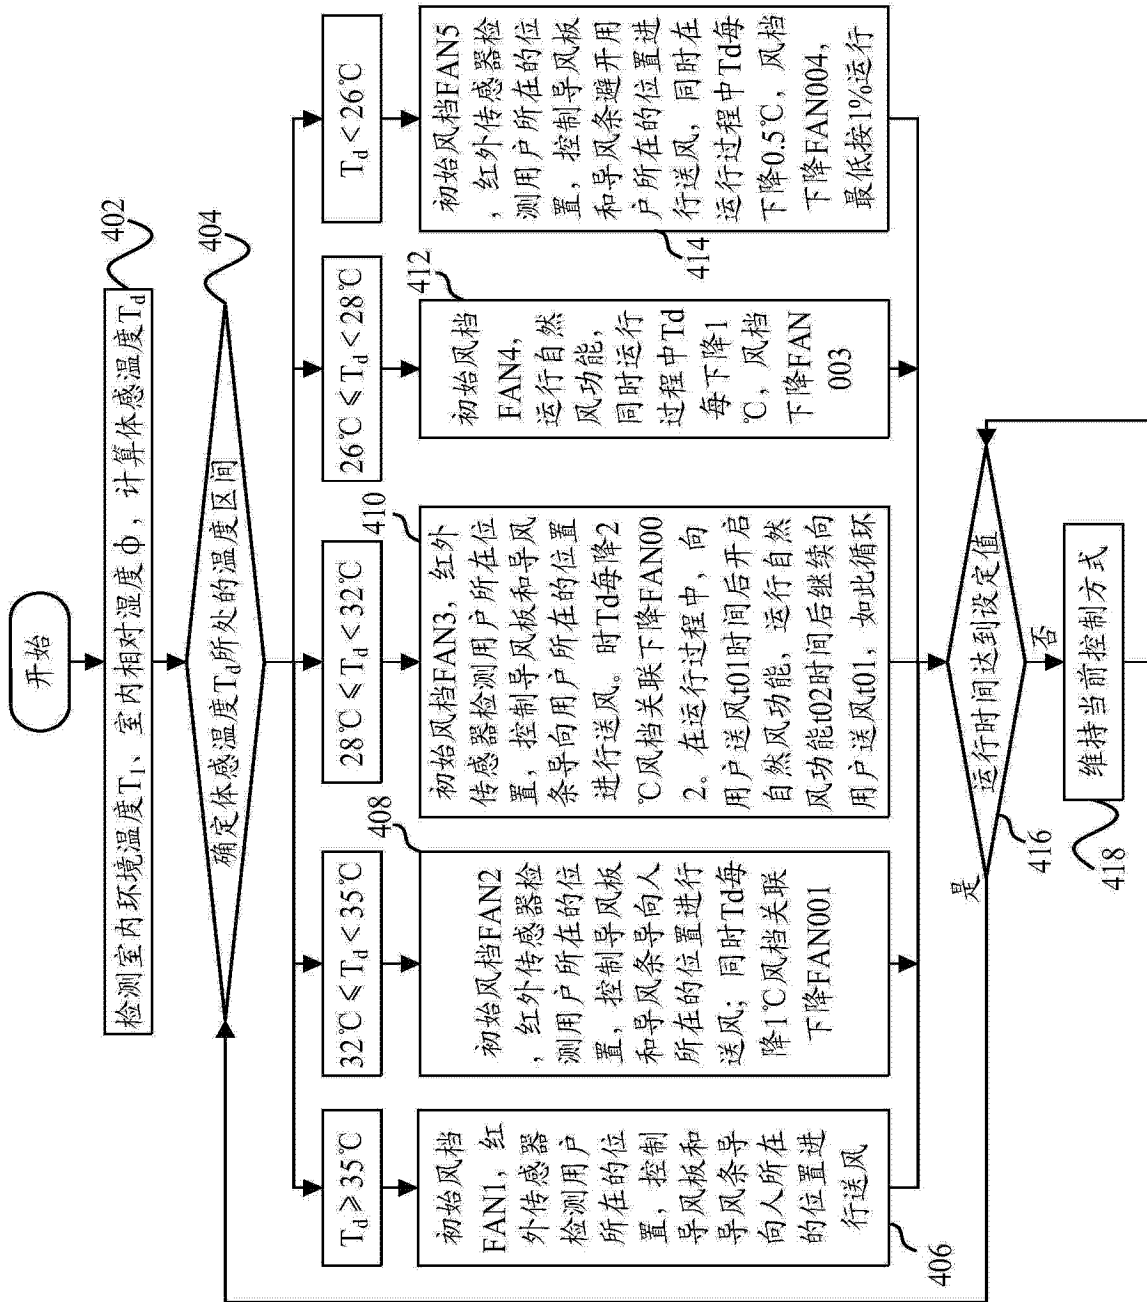 开始
检测室内环境温度T1、室内相对湿度φ,计算体感温度Td
402
确定体感温度Td所处的温度区间
404
Td≥35℃
32℃≤Td<35℃
28℃≤Td<32℃
26℃≤Td<28℃
Td<26℃
初始风档
FAN1,红
外传感器
检测用户
所在的位
置,控制
导风板和
导风条导
向人所在
的位置进
行送风
406
初始风档FAN2
,红外传感器检
测用户所在的位
置,控制导风板
和导风条导向人
所在的位置进行
送风;同时Td每
降1℃风档关联
下降FAN001
408
初始风档FAN3,红外
传感器检测用户所在位
置,控制导风板和导风
条导向用户所在的位置
进行送风。时Td每降2
℃风档关联下降FAN00
2。在运行过程中,向
用户送风t01时间后开启
自然风功能,运行自然
风功能t02时间后继续向
用户送风t01,如此循环
410
初始风档
FAN4,
运行自然
风功能,
同时运行
过程中Td
每下降1
℃,风档
下降FAN
003
412
初始风档FAN5
,红外传感器检
测用户所在的位
置,控制导风板
和导风条避开用
户所在的位置进
行送风,同时在
运行过程中Td每
下降0.5℃,风档
下降FAN004,
最低按1%运行
414
运行时间达到设定值
416
是
否
维持当前控制方式
418